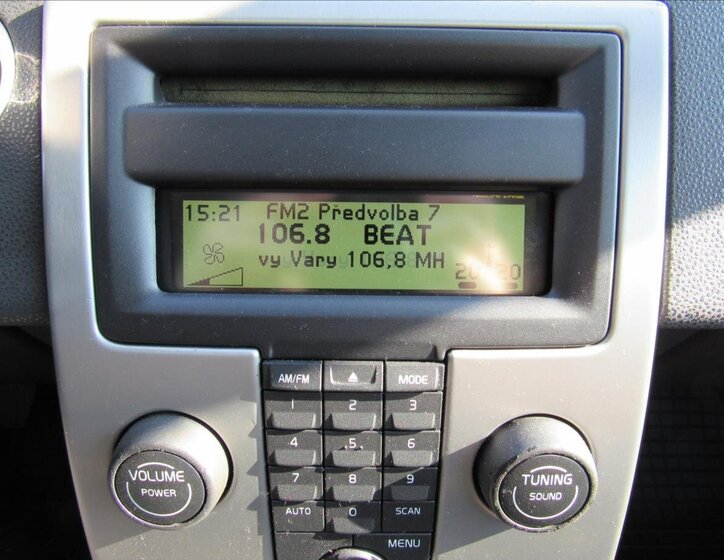 15:21 FM2 Předvolba 7
106.8 BEAT
vy Vary 106,8 MH
20 20
AM/FM MODE
1 2 3
4 5 6
7 8 9
AUTO 0 SCAN
MENU
VOLUME
POWER
TUNING
SOUND